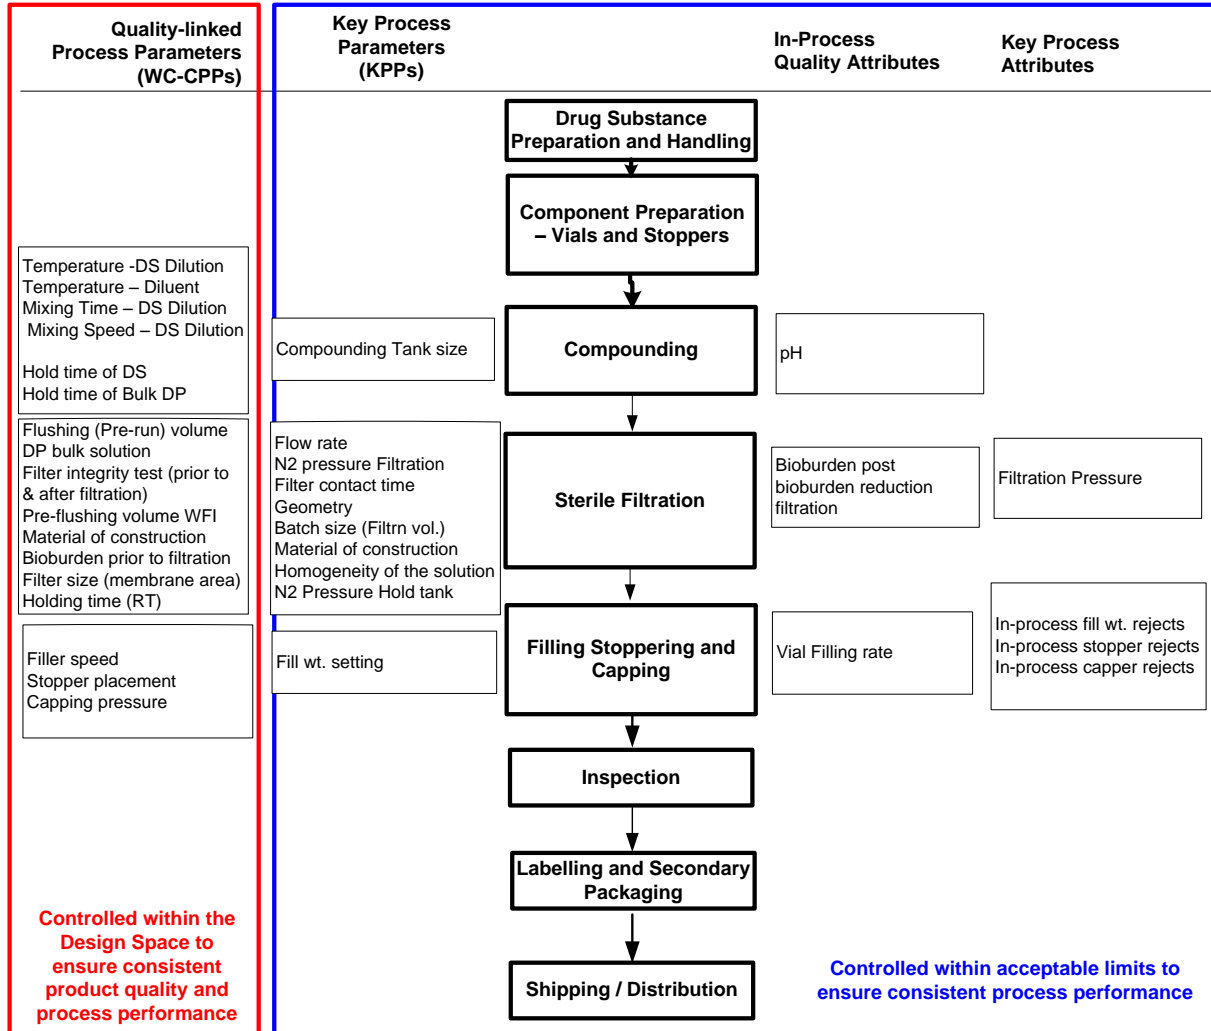 Quality-linked
Process Parameters
(WC-CPPs)
Key Process
Parameters
(KPPs)
In-Process
Quality Attributes
Key Process
Attributes
Drug Substance
Preparation and Handling
Component Preparation
– Vials and Stoppers
Temperature -DS Dilution
Temperature – Diluent
Mixing Time – DS Dilution
Mixing Speed – DS Dilution
Hold time of DS
Hold time of Bulk DP
Compounding Tank size
Compounding
pH
Flushing (Pre-run) volume
DP bulk solution
Filter integrity test (prior to
& after filtration)
Pre-flushing volume WFI
Material of construction
Bioburden prior to filtration
Filter size (membrane area)
Holding time (RT)
Flow rate
N2 pressure Filtration
Filter contact time
Geometry
Batch size (Filtrn vol.)
Material of construction
Homogeneity of the solution
N2 Pressure Hold tank
Sterile Filtration
Bioburden post
bioburden reduction
filtration
Filtration Pressure
Filler speed
Stopper placement
Capping pressure
Fill wt. setting
Filling Stoppering and
Capping
Vial Filling rate
In-process fill wt. rejects
In-process stopper rejects
In-process capper rejects
Inspection
Labelling and Secondary
Packaging
Shipping / Distribution
Controlled within the
Design Space to
ensure consistent
product quality and
process performance
Controlled within acceptable limits to
ensure consistent process performance